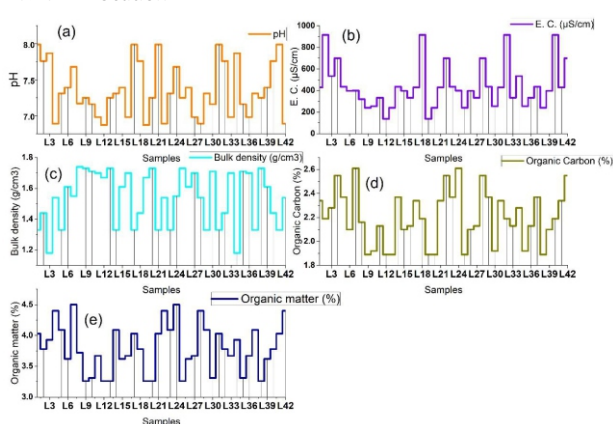 (a)
pH
8.0
7.5
7.0
pH
L3 L6 L9 L12 L15 L18 L21 L24 L27 L30 L33 L36 L39 L42
Samples
(b)
E. C. (µS/cm)
1000
800
600
400
200
0
E. C. (µS/cm)
L3 L6 L9 L12 L15 L18 L21 L24 L27 L30 L33 L36 L39 L42
Samples
(c)
Bulk density (g/cm3)
1.8
1.6
1.4
1.2
Bulk density (g/cm3)
L3 L6 L9 L12 L15 L18 L21 L24 L27 L30 L33 L36 L39 L42
Samples
(d)
Organic Carbon (%)
2.6
2.4
2.2
2.0
1.8
Organic Carbon (%)
L3 L6 L9 L12 L15 L18 L21 L24 L27 L30 L33 L36 L39 L42
Samples
(e)
Organic matter (%)
4.5
4.0
3.5
3.0
Organic matter (%)
L3 L6 L9 L12 L15 L18 L21 L24 L27 L30 L33 L36 L39 L42
Samples